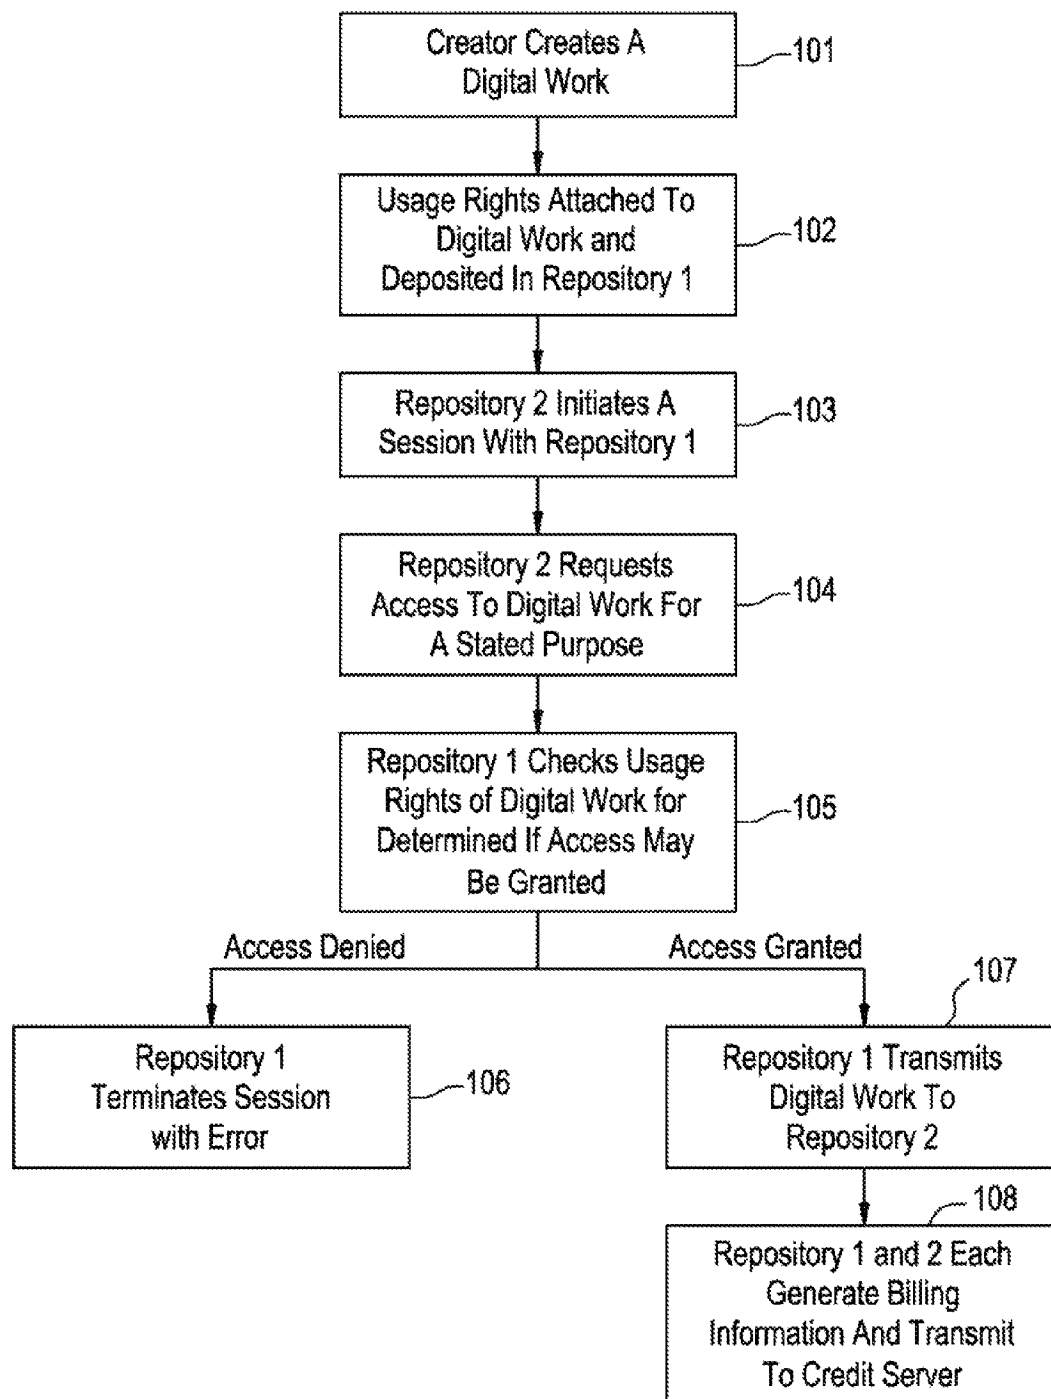 Creator Creates A
Digital Work
101
Usage Rights Attached To
Digital Work and
Deposited In Repository 1
102
Repository 2 Initiates A
Session With Repository 1
103
Repository 2 Requests
Access To Digital Work For
A Stated Purpose
104
Repository 1 Checks Usage
Rights of Digital Work for
Determined If Access May
Be Granted
105
Access Denied
Access Granted
Repository 1
Terminates Session
with Error
106
107
Repository 1 Transmits
Digital Work To
Repository 2
108
Repository 1 and 2 Each
Generate Billing
Information And Transmit
To Credit Server